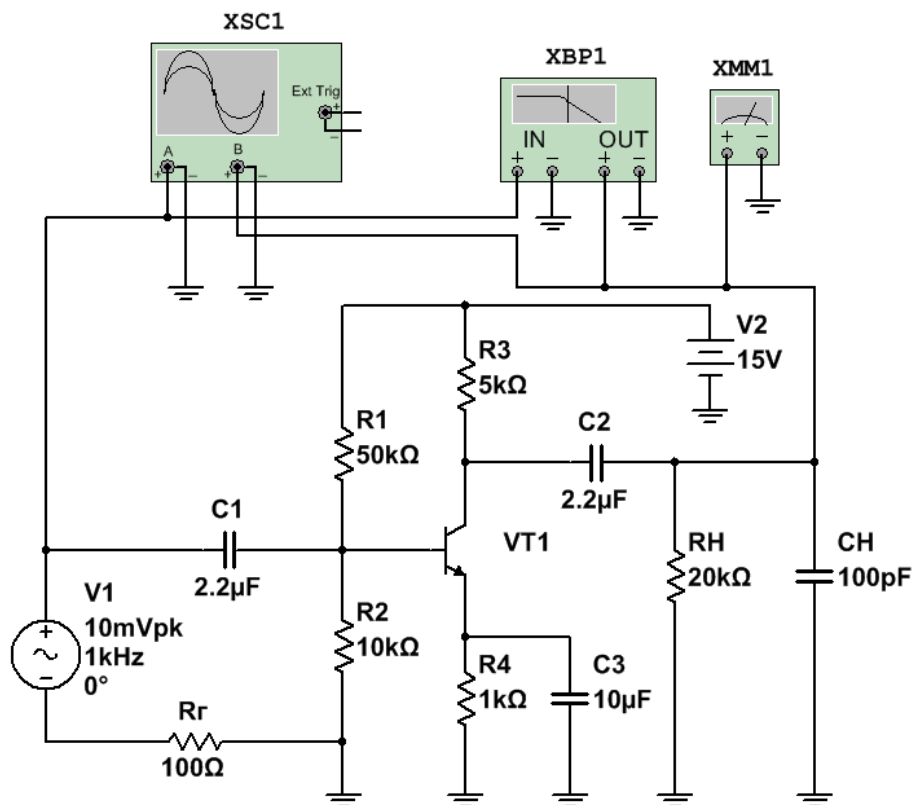 XSC1
XBP1
XMM1
Ext Trig
+
−
A
B
+
−
+
−
IN
OUT
+
−
+
−
+
−
V2
15V
R3
5kΩ
R1
50kΩ
C2
2.2µF
C1
2.2µF
VT1
RH
20kΩ
CH
100pF
V1
10mVpk
1kHz
0°
+
−
R2
10kΩ
R4
1kΩ
C3
10µF
Rг
100Ω